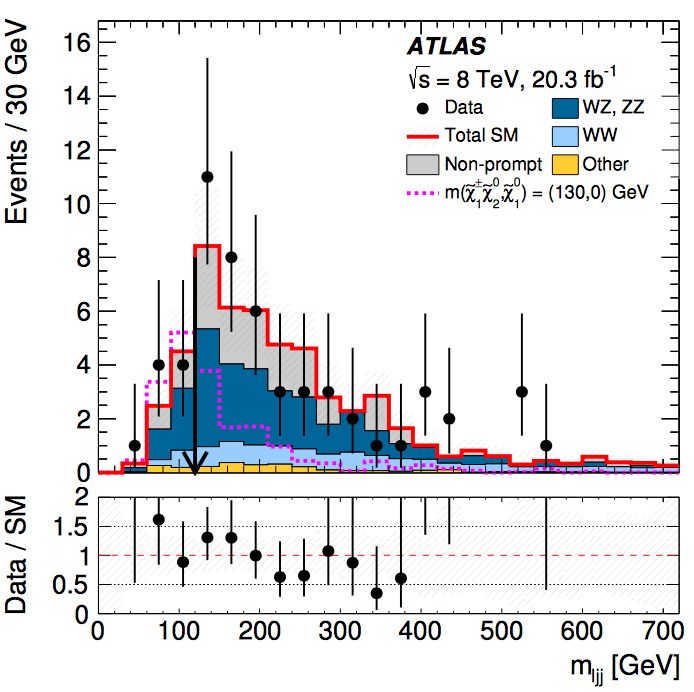 ATLAS
√s = 8 TeV, 20.3 fb⁻¹
Data
WZ, ZZ
Total SM
WW
Non-prompt
Other
m(χ̃₁±χ̃₂⁰,χ̃₁⁰) = (130,0) GeV
Events / 30 GeV
16
14
12
10
8
6
4
2
0
Data / SM
2
1.5
1
0.5
0
0 100 200 300 400 500 600 700
m_ljj [GeV]